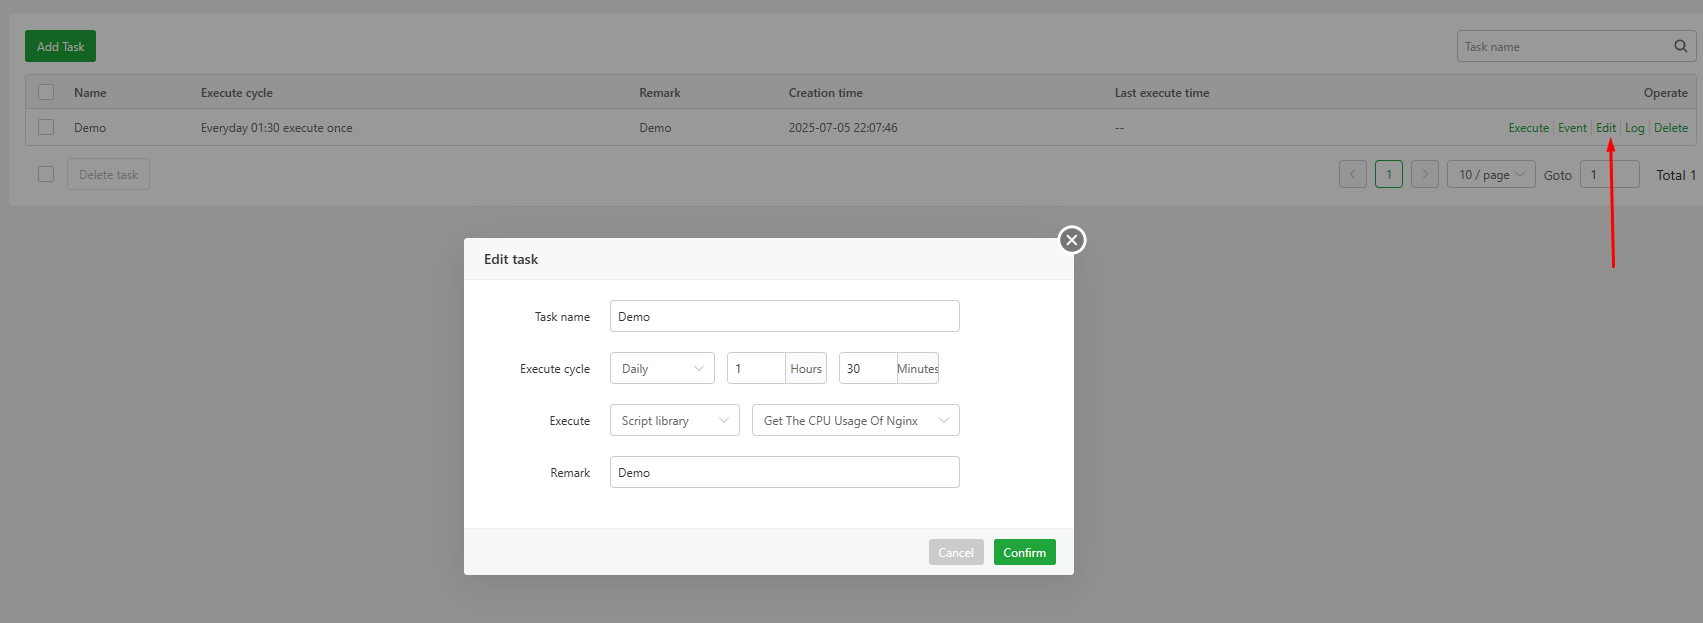 Add Task
Task name
Name Execute cycle Remark Creation time Last execute time Operate
Demo Everyday 01:30 execute once Demo 2025-07-05 22:07:46 -- Execute Event Edit Log Delete
Delete task 1 10 / page Goto 1 Total 1
Edit task
Task name Demo
Execute cycle Daily 1 Hours 30 Minutes
Execute Script library Get The CPU Usage Of Nginx
Remark Demo
Cancel Confirm